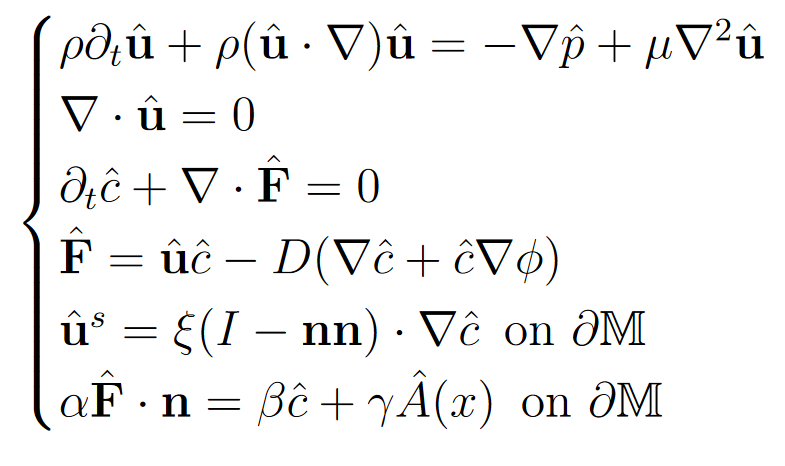 ρ∂ₜû + ρ(û · ∇)û = −∇p̂ + μ∇²û
∇ · û = 0
∂ₜĉ + ∇ · F̂ = 0
F̂ = ûĉ − D(∇ĉ + ĉ∇ϕ)
ûˢ = ξ(I − nn) · ∇ĉ on ∂𝕄
αF̂ · n = βĉ + γÂ(x) on ∂𝕄